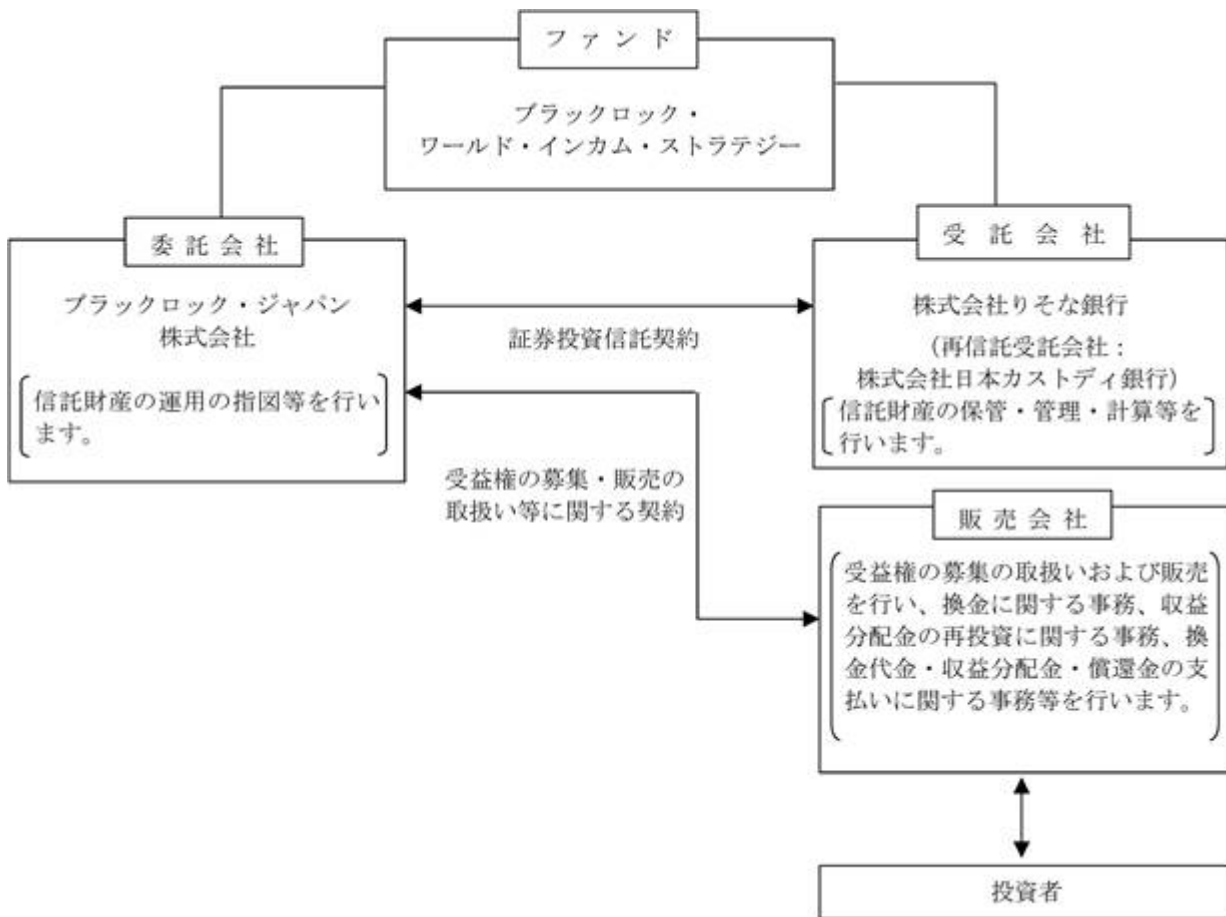 ファンド
ブラックロック・
ワールド・インカム・ストラテジー
委託会社
ブラックロック・ジャパン
株式会社
信託財産の運用の指図等を行い
ます。
証券投資信託契約
受託会社
株式会社りそな銀行
(再信託受託会社:
株式会社日本カストディ銀行)
信託財産の保管・管理・計算等を
行います。
受益権の募集・販売の
取扱い等に関する契約
販売会社
受益権の募集の取扱いおよび販売
を行い、換金に関する事務、収益
分配金の再投資に関する事務、換
金代金・収益分配金・償還金の支
払いに関する事務等を行います。
投資者